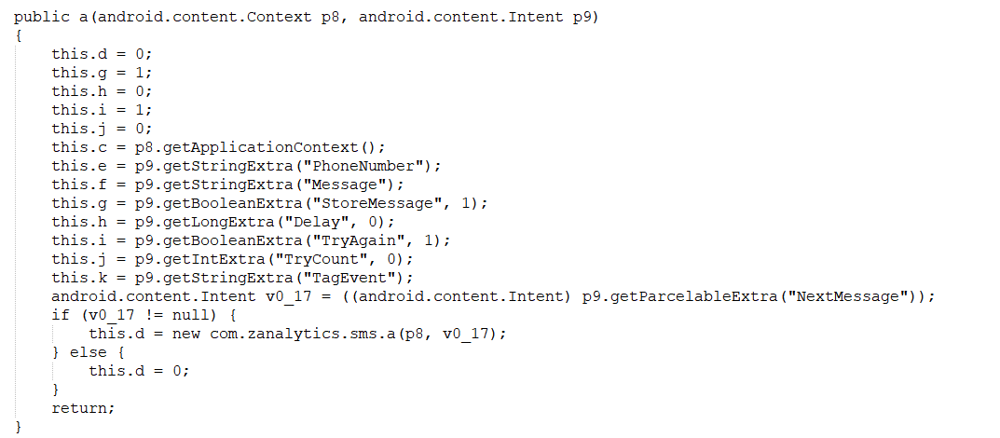 public a(android.content.Context p8, android.content.Intent p9)
{
    this.d = 0;
    this.g = 1;
    this.h = 0;
    this.i = 1;
    this.j = 0;
    this.c = p8.getApplicationContext();
    this.e = p9.getStringExtra("PhoneNumber");
    this.f = p9.getStringExtra("Message");
    this.g = p9.getBooleanExtra("StoreMessage", 1);
    this.h = p9.getLongExtra("Delay", 0);
    this.i = p9.getBooleanExtra("TryAgain", 1);
    this.j = p9.getIntExtra("TryCount", 0);
    this.k = p9.getStringExtra("TagEvent");
    android.content.Intent v0_17 = ((android.content.Intent) p9.getParcelableExtra("NextMessage"));
    if (v0_17 != null) {
        this.d = new com.zanalytics.sms.a(p8, v0_17);
    } else {
        this.d = 0;
    }
    return;
}